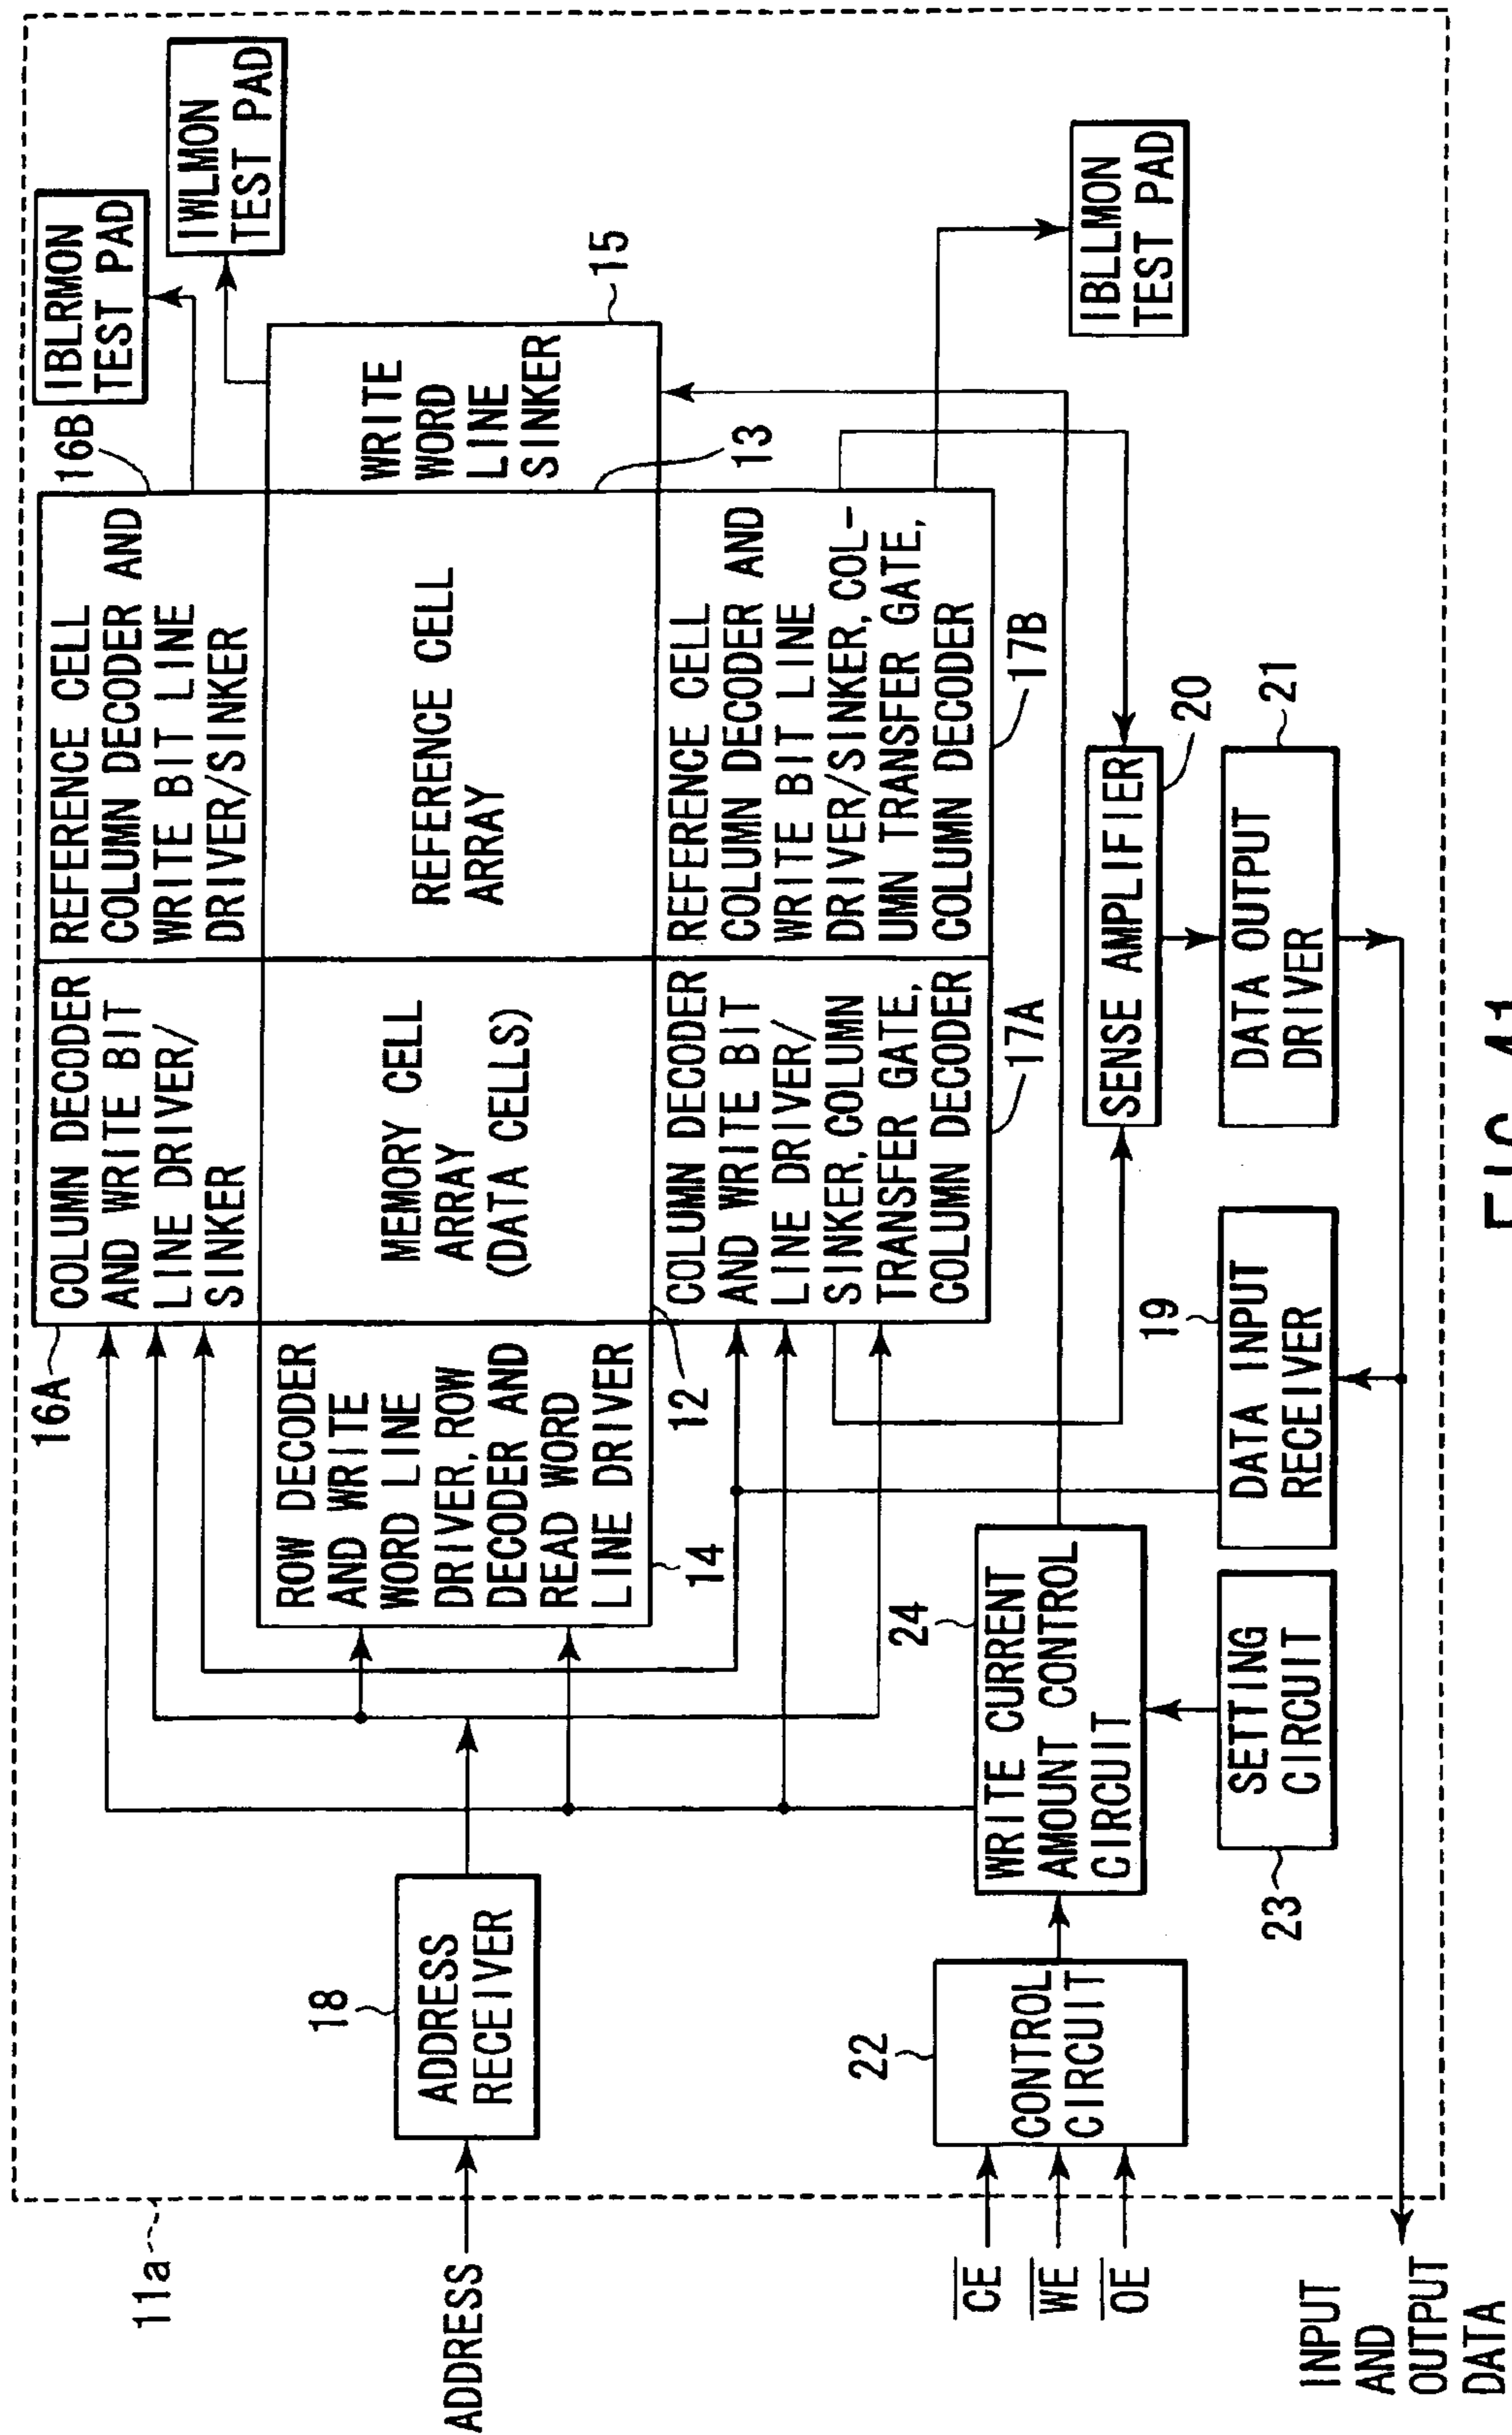 11a
IBLRMON
TEST PAD
IWLMON
TEST PAD
16A
COLUMN DECODER
AND WRITE BIT
LINE DRIVER/
SINKER
REFERENCE CELL
COLUMN DECODER AND
WRITE BIT LINE
DRIVER/SINKER
16B
ROW DECODER
AND WRITE
WORD LINE
DRIVER, ROW
DECODER AND
READ WORD
LINE DRIVER
14
MEMORY CELL
ARRAY
(DATA CELLS)
12
REFERENCE CELL
ARRAY
13
WRITE
WORD
LINE
SINKER
15
COLUMN DECODER
AND WRITE BIT
LINE DRIVER/
SINKER, COLUMN
TRANSFER GATE,
COLUMN DECODER
17A
REFERENCE CELL
COLUMN DECODER AND
WRITE BIT LINE
DRIVER/SINKER, COL-
UMN TRANSFER GATE,
COLUMN DECODER
17B
IBLLMON
TEST PAD
ADDRESS
18
ADDRESS
RECEIVER
CE
WE
OE
22
CONTROL
CIRCUIT
24
WRITE CURRENT
AMOUNT CONTROL
CIRCUIT
SENSE AMPLIFIER
20
23
SETTING
CIRCUIT
19
DATA INPUT
RECEIVER
DATA OUTPUT
DRIVER
21
INPUT
AND
OUTPUT
DATA